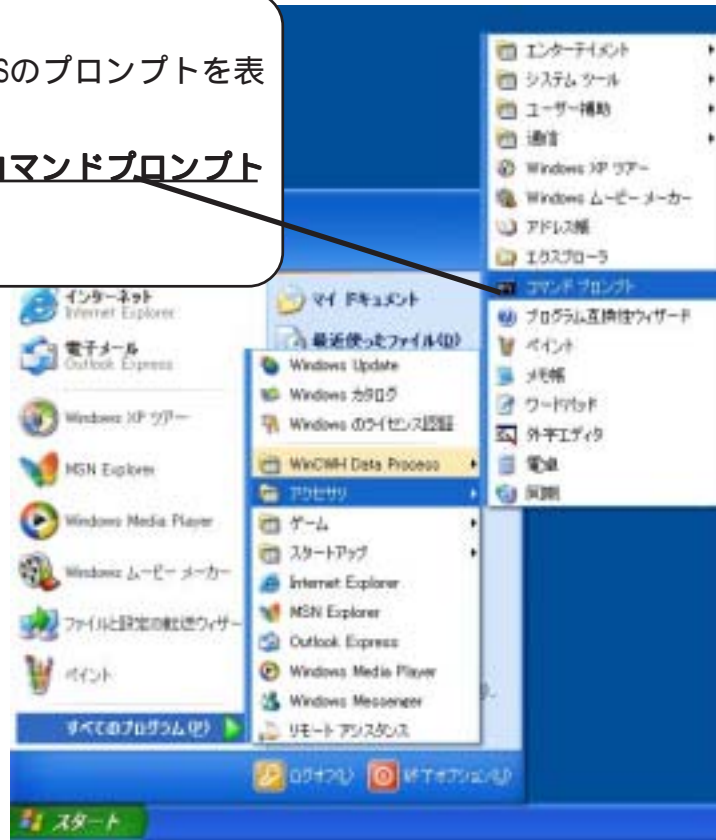 Sのプロンプトを表
コマンドプロンプト
エンターテイメント
システム ツール
ユーザー補助
通信
Windows XP ツアー
Windows ムービー メーカー
アドレス帳
エクスプローラ
コマンド プロンプト
プログラム互換性ウィザード
ペイント
メモ帳
ワードパッド
外字エディタ
電卓
同期
インターネット
Internet Explorer
電子メール
Outlook Express
Windows XP ツアー
MSN Explorer
Windows Media Player
Windows ムービー メーカー
ファイルと設定の転送ウィザー
ペイント
すべてのプログラム(P)
マイ ドキュメント
最近使ったファイル(D)
Windows Update
Windows カタログ
Windows のライセンス認証
WinCWH Data Process
アクセサリ
ゲーム
スタートアップ
Internet Explorer
MSN Explorer
Outlook Express
Windows Media Player
Windows Messenger
リモート アシスタンス
ログオフ(L)
終了オプション(U)
スタート